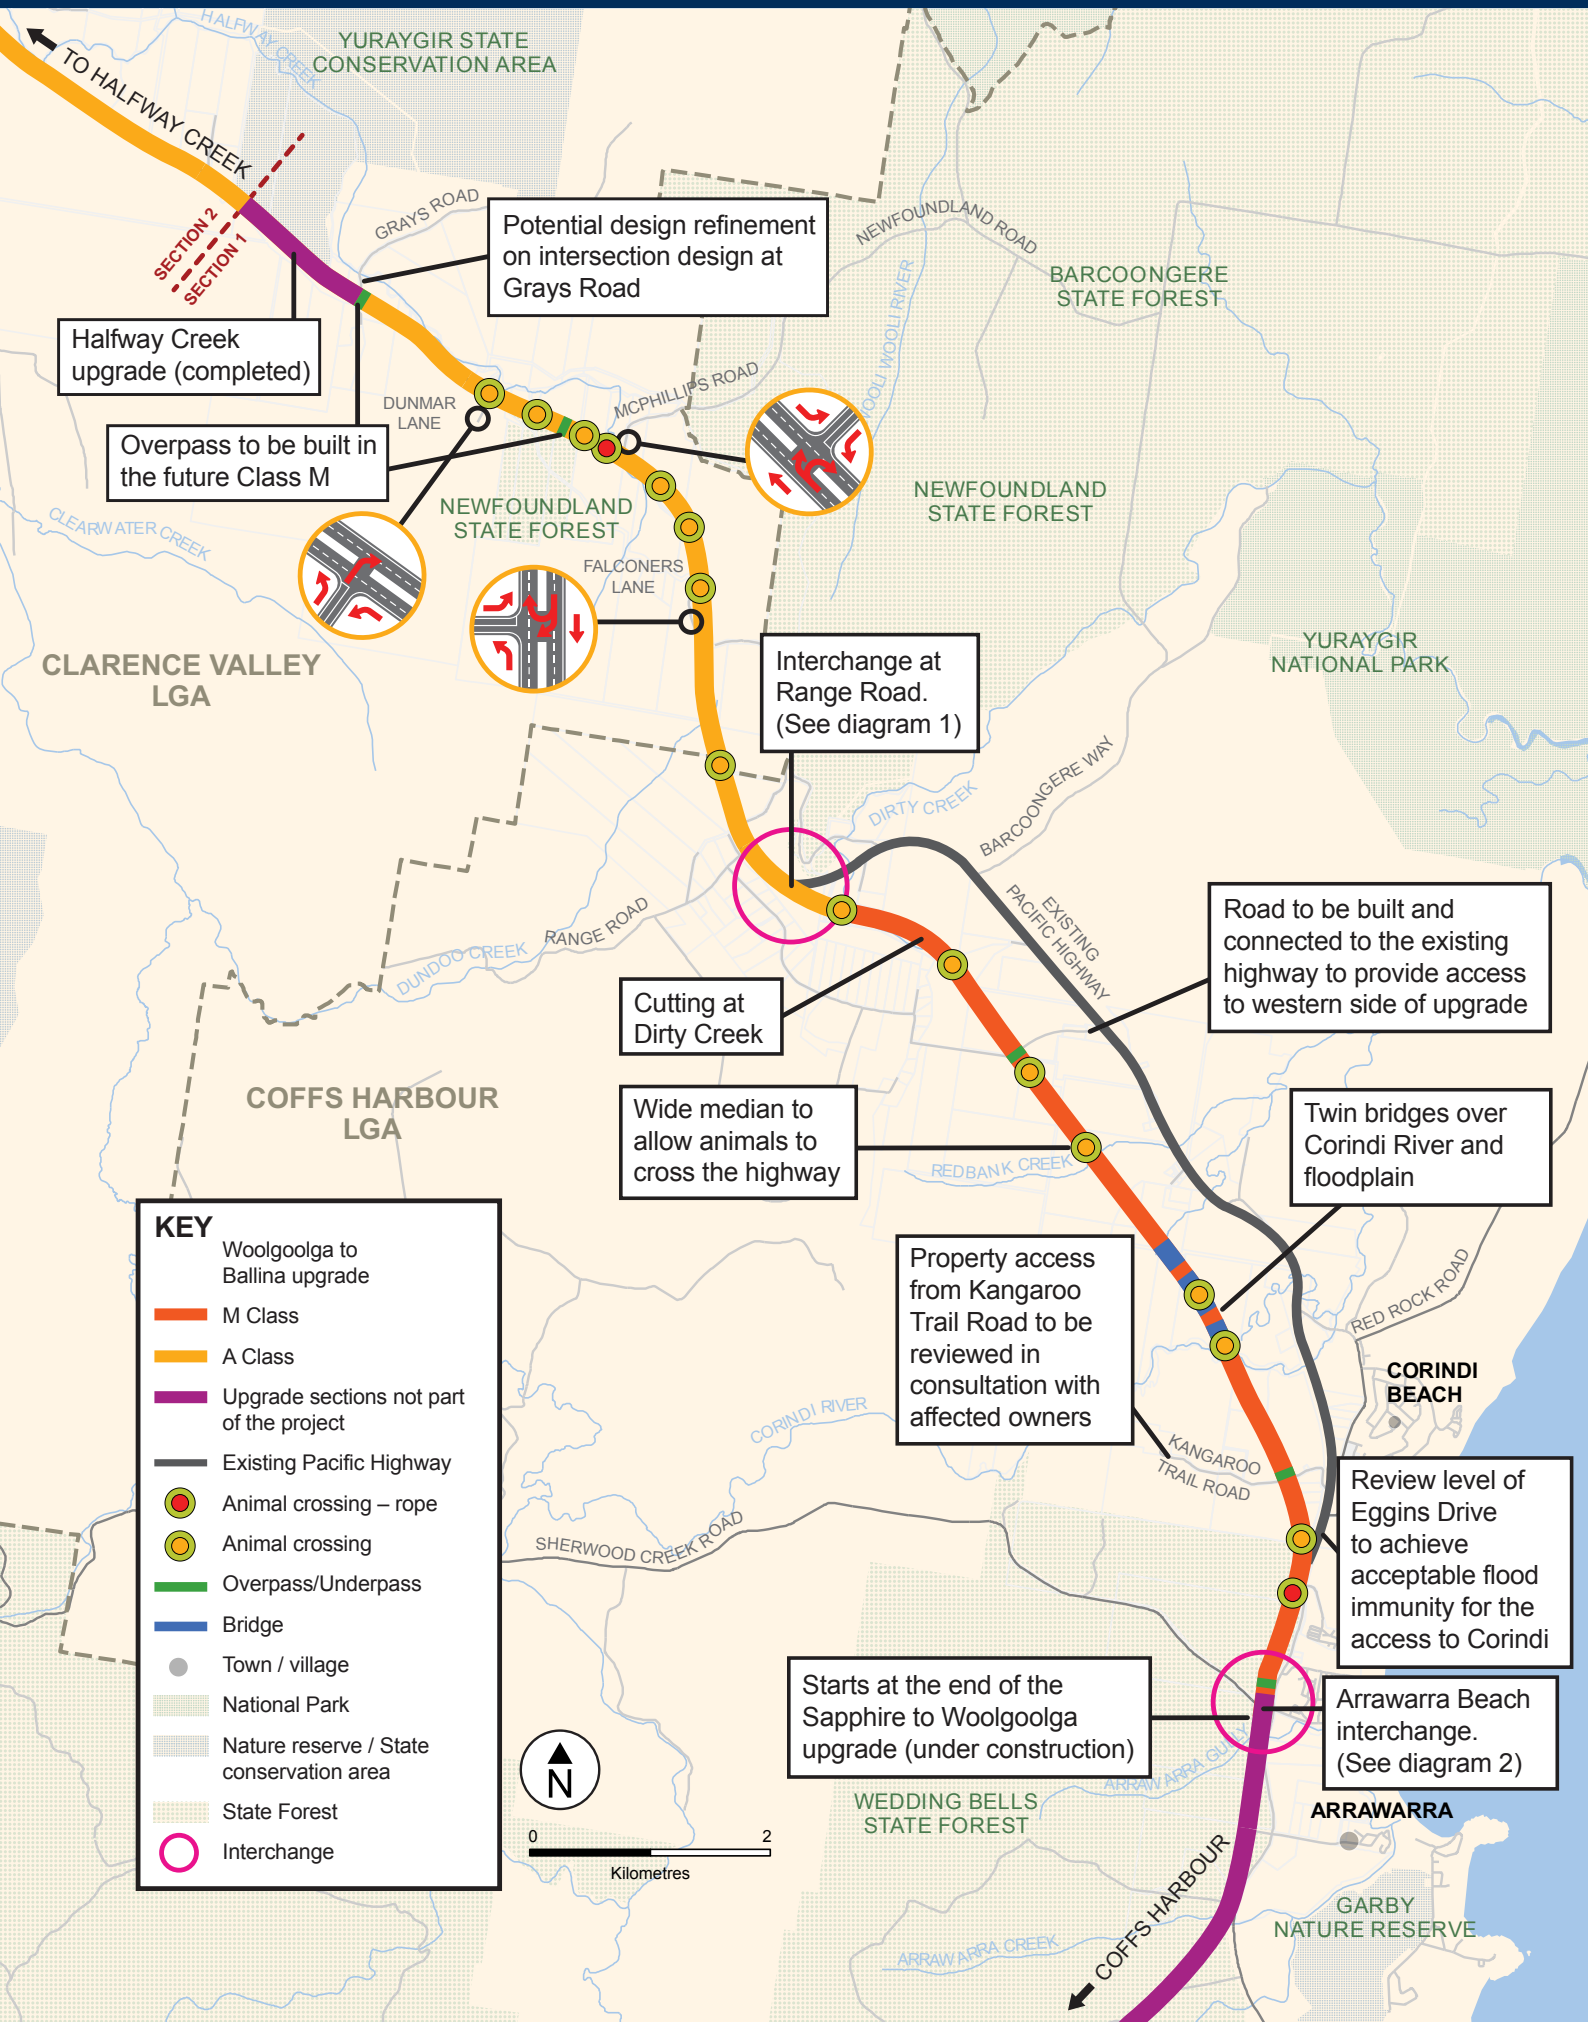 HALFWAY CREEK
YURAYGIR STATE
CONSERVATION AREA
TO HALFWAY CREEK
SECTION 2
SECTION 1
GRAYS ROAD
Potential design refinement
on intersection design at
Grays Road
NEWFOUNDLAND ROAD
BARCOONGERE
STATE FOREST
Halfway Creek
upgrade (completed)
WOOLI WOOLI RIVER
DUNMAR
LANE
MCPHILLIPS ROAD
Overpass to be built in
the future Class M
NEWFOUNDLAND
STATE FOREST
NEWFOUNDLAND
STATE FOREST
CLEARWATER CREEK
FALCONERS
LANE
CLARENCE VALLEY
LGA
Interchange at
Range Road.
(See diagram 1)
YURAYGIR
NATIONAL PARK
DIRTY CREEK
BARCOONGERE WAY
EXISTING
PACIFIC HIGHWAY
RANGE ROAD
DUNDOO CREEK
Road to be built and
connected to the existing
highway to provide access
to western side of upgrade
Cutting at
Dirty Creek
COFFS HARBOUR
LGA
Wide median to
allow animals to
cross the highway
REDBANK CREEK
Twin bridges over
Corindi River and
floodplain
Property access
from Kangaroo
Trail Road to be
reviewed in
consultation with
affected owners
RED ROCK ROAD
CORINDI
BEACH
CORINDI RIVER
KANGAROO
TRAIL ROAD
Review level of
Eggins Drive
to achieve
acceptable flood
immunity for the
access to Corindi
SHERWOOD CREEK ROAD
KEY
Woolgoolga to
Ballina upgrade
M Class
A Class
Upgrade sections not part
of the project
Existing Pacific Highway
Animal crossing – rope
Animal crossing
Overpass/Underpass
Bridge
Town / village
National Park
Nature reserve / State
conservation area
State Forest
Interchange
N
0 2
Kilometres
Starts at the end of the
Sapphire to Woolgoolga
upgrade (under construction)
Arrawarra Beach
interchange.
(See diagram 2)
ARRAWARRA GULLY
WEDDING BELLS
STATE FOREST
ARRAWARRA
COFFS HARBOUR
GARBY
NATURE RESERVE
ARRAWARRA CREEK